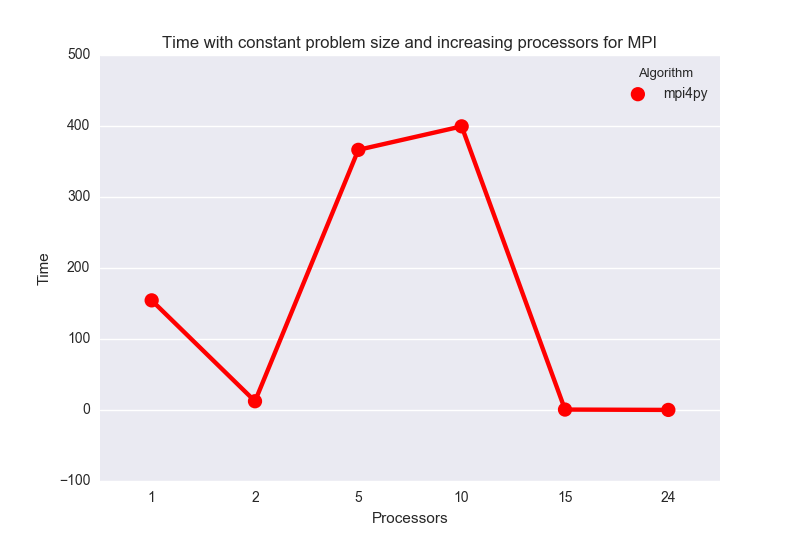 Time with constant problem size and increasing processors for MPI
500
400
300
200
100
0
−100
Time
Algorithm
mpi4py
1 2 5 10 15 24
Processors